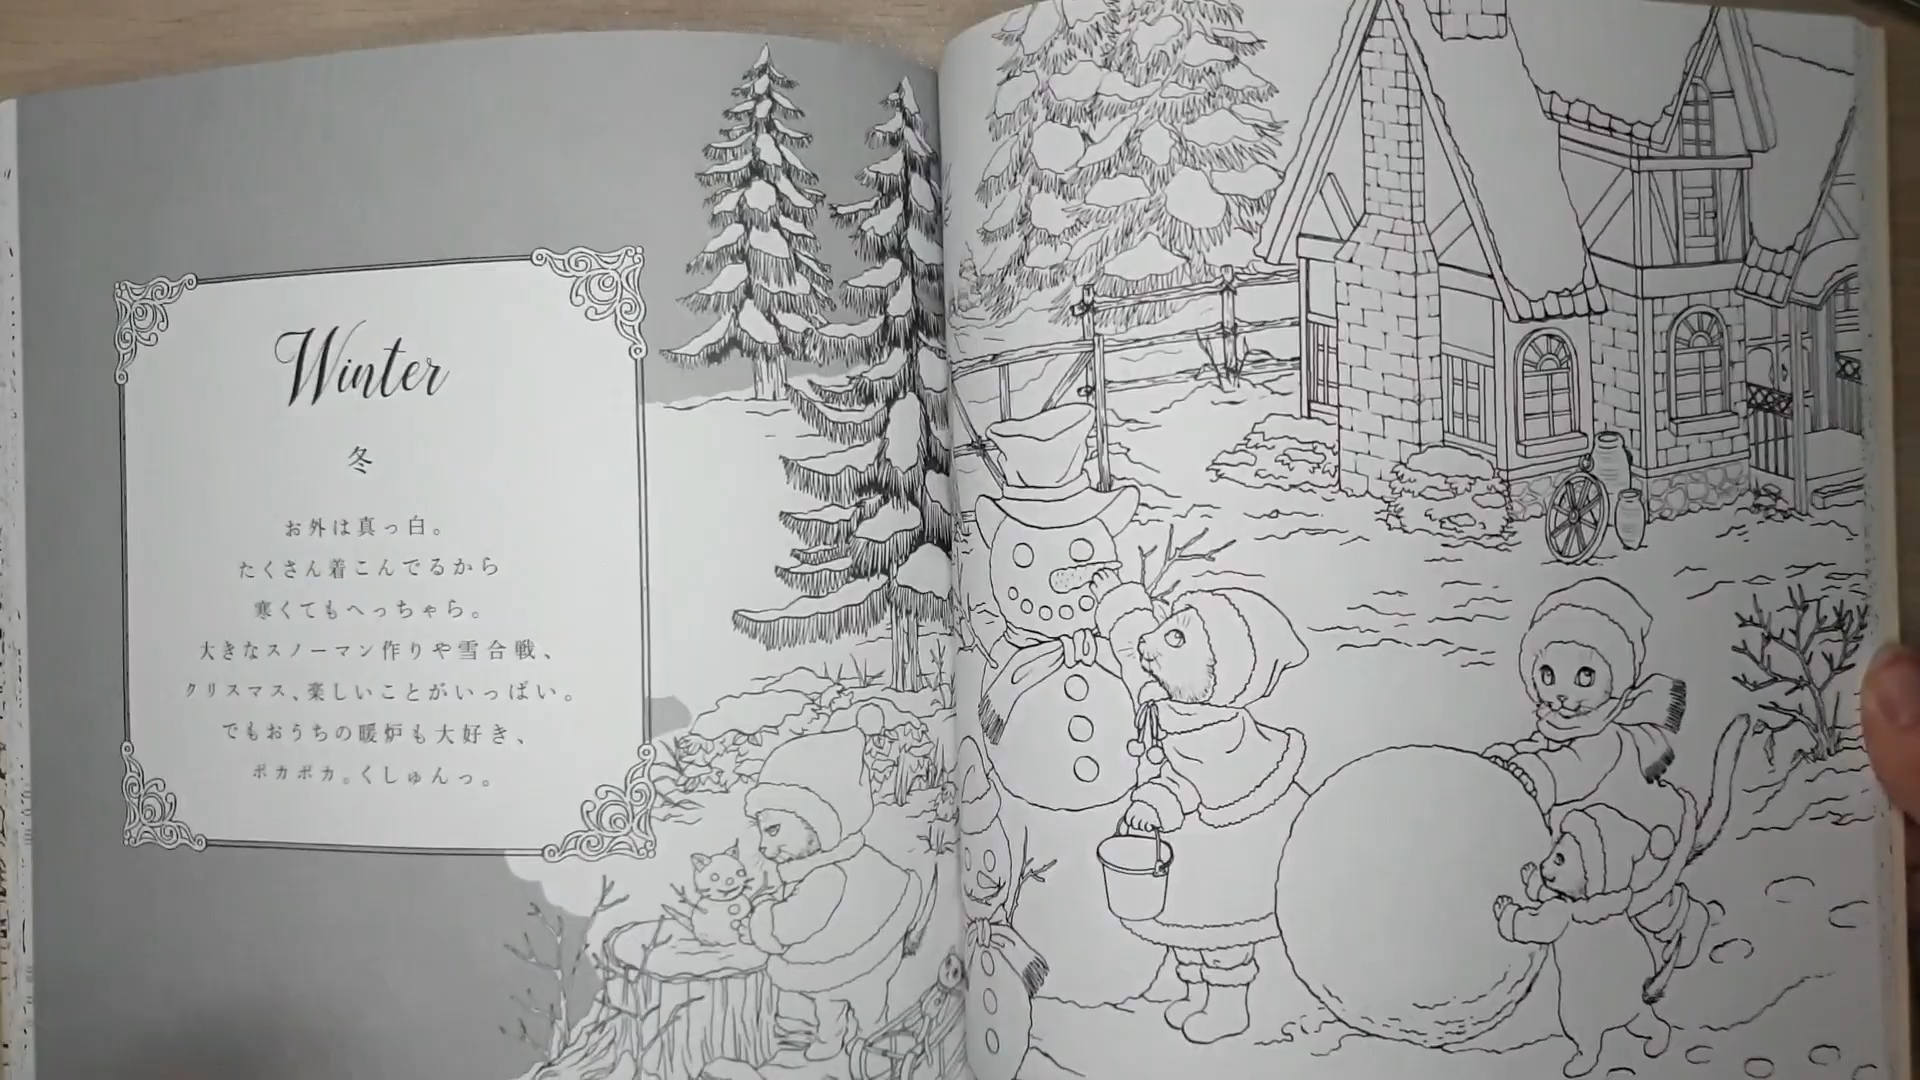 Winter
冬
お外は真っ白。
たくさん着こんでるから
寒くてもへっちゃら。
大きなスノーマン作りや雪合戦、
クリスマス、楽しいことがいっぱい。
でもおうちの暖炉も大好き、
ポカポカ。くしゅんっ。